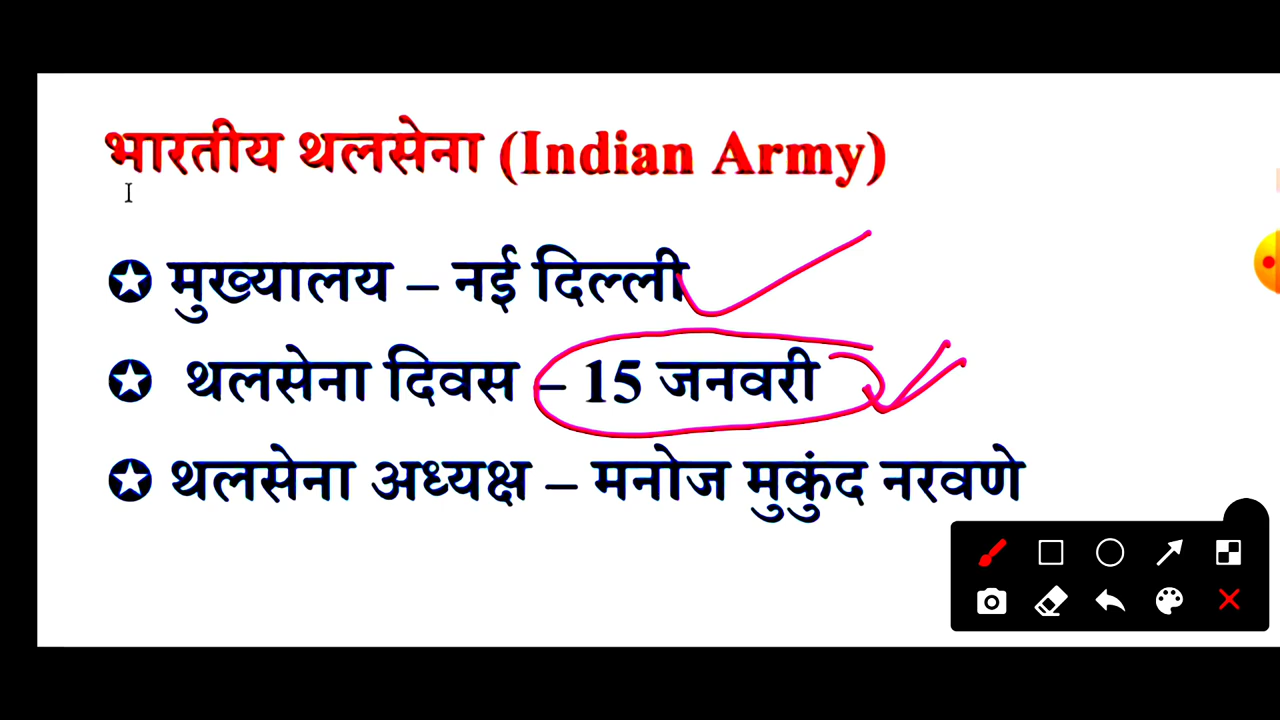 भारतीय थलसेना (Indian Army)
✪ मुख्यालय – नई दिल्ली
✪ थलसेना दिवस – 15 जनवरी
✪ थलसेना अध्यक्ष – मनोज मुकुंद नरवणे